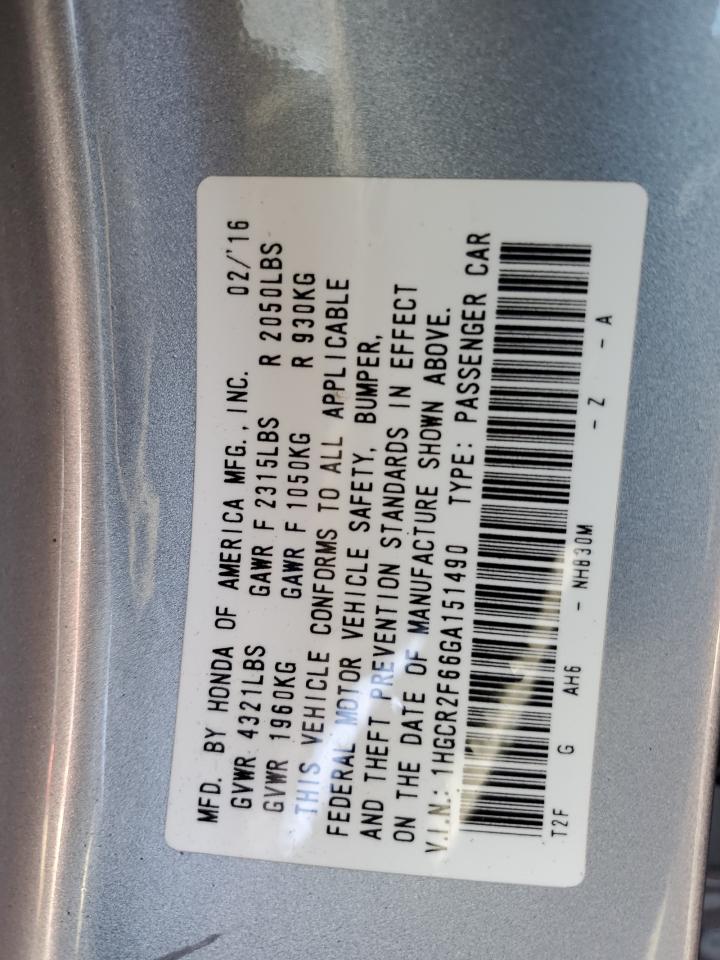 MFD. BY HONDA OF AMERICA MFG., INC. 02/'16
GVWR 4321LBS GAWR F 2315LBS R 2050LBS
GVWR 1960KG GAWR F 1050KG R 930KG
THIS VEHICLE CONFORMS TO ALL APPLICABLE
FEDERAL MOTOR VEHICLE SAFETY, BUMPER,
AND THEFT PREVENTION STANDARDS IN EFFECT
ON THE DATE OF MANUFACTURE SHOWN ABOVE.
V.I.N.: 1HGCR2F66GA151490 TYPE: PASSENGER CAR
T2F G AH6 - NH830M - Z - A